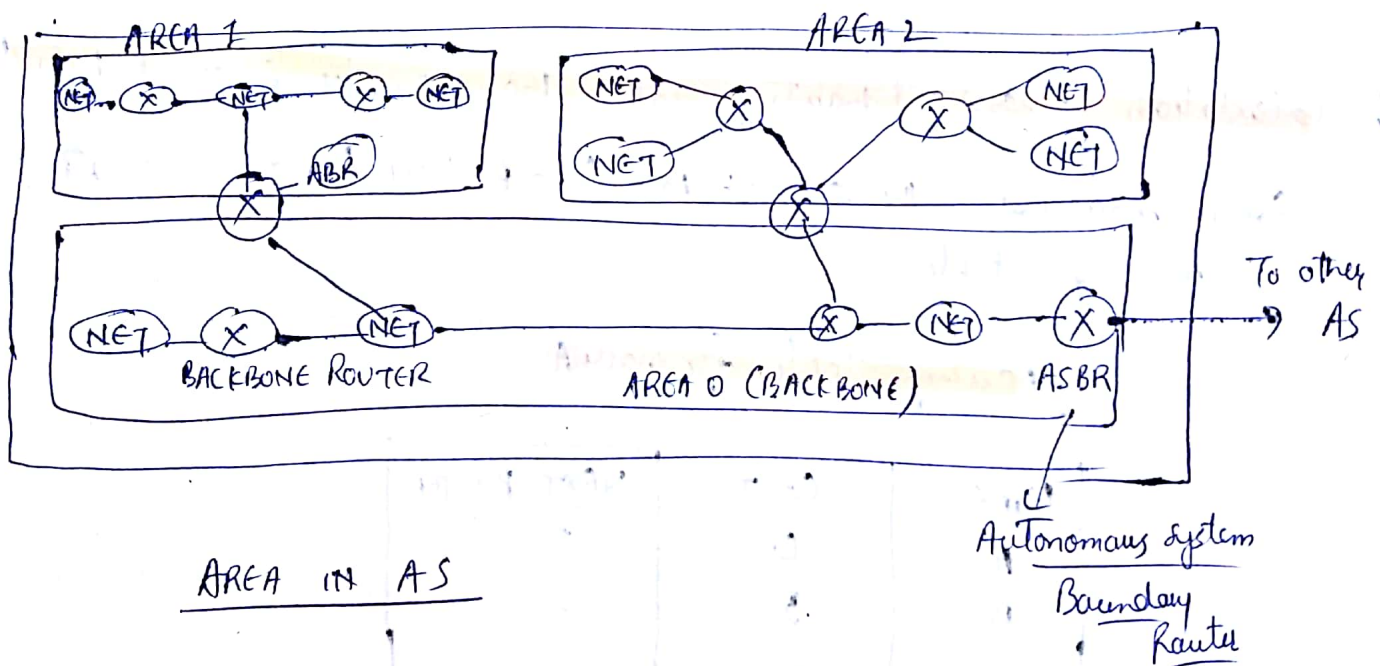 AREA 1
AREA 2
NET X NET X NET
NET X X NET
NET NET
ABR
X
X
To other
AS
NET X NET X NET X
BACKBONE ROUTER
AREA 0 (BACKBONE)
ASBR
Autonomaus System
Boundary
Router
AREA IN AS